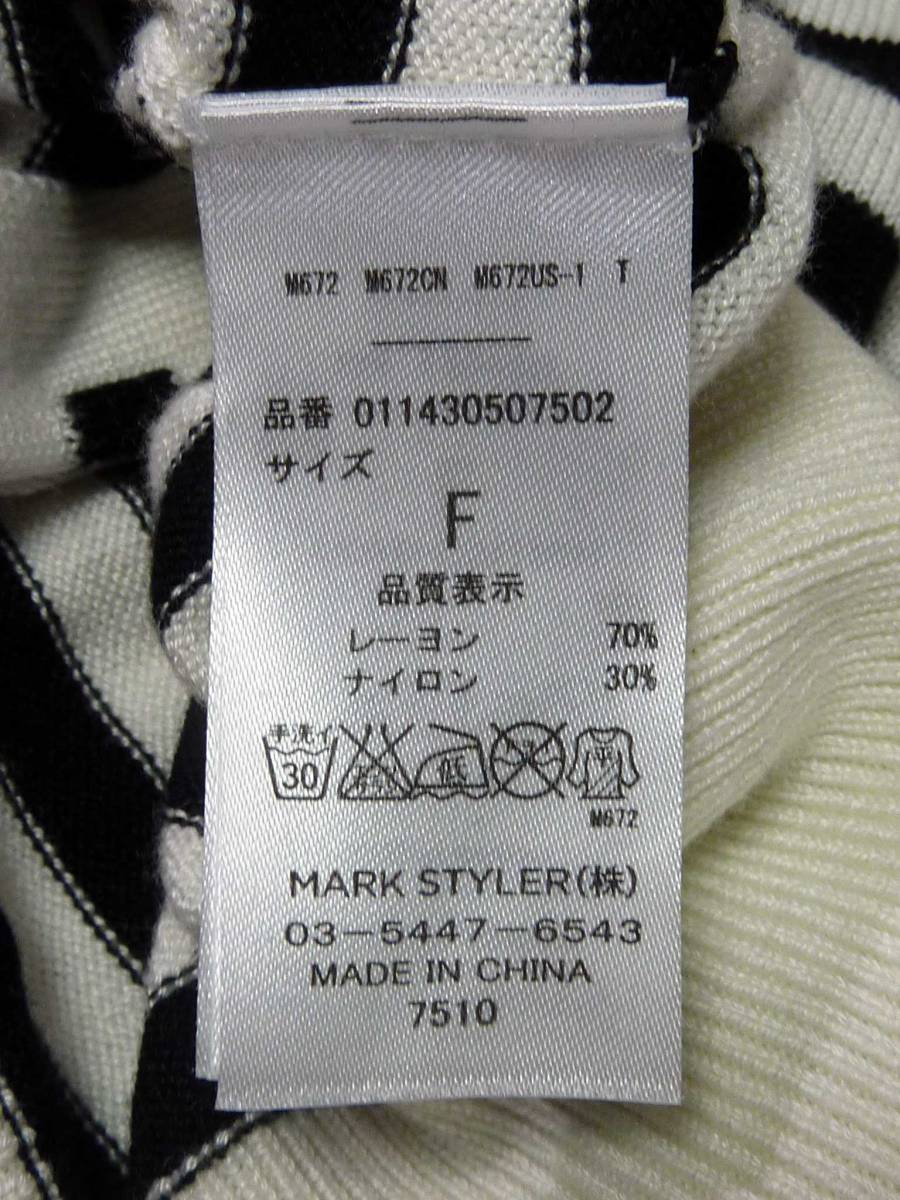 M672 M672CN M672US-1 T
品番 011430507502
サイズ
F
品質表示
レーヨン 70%
ナイロン 30%
手洗イ 30 低 平
M672
MARK STYLER(株)
03-5447-6543
MADE IN CHINA
7510